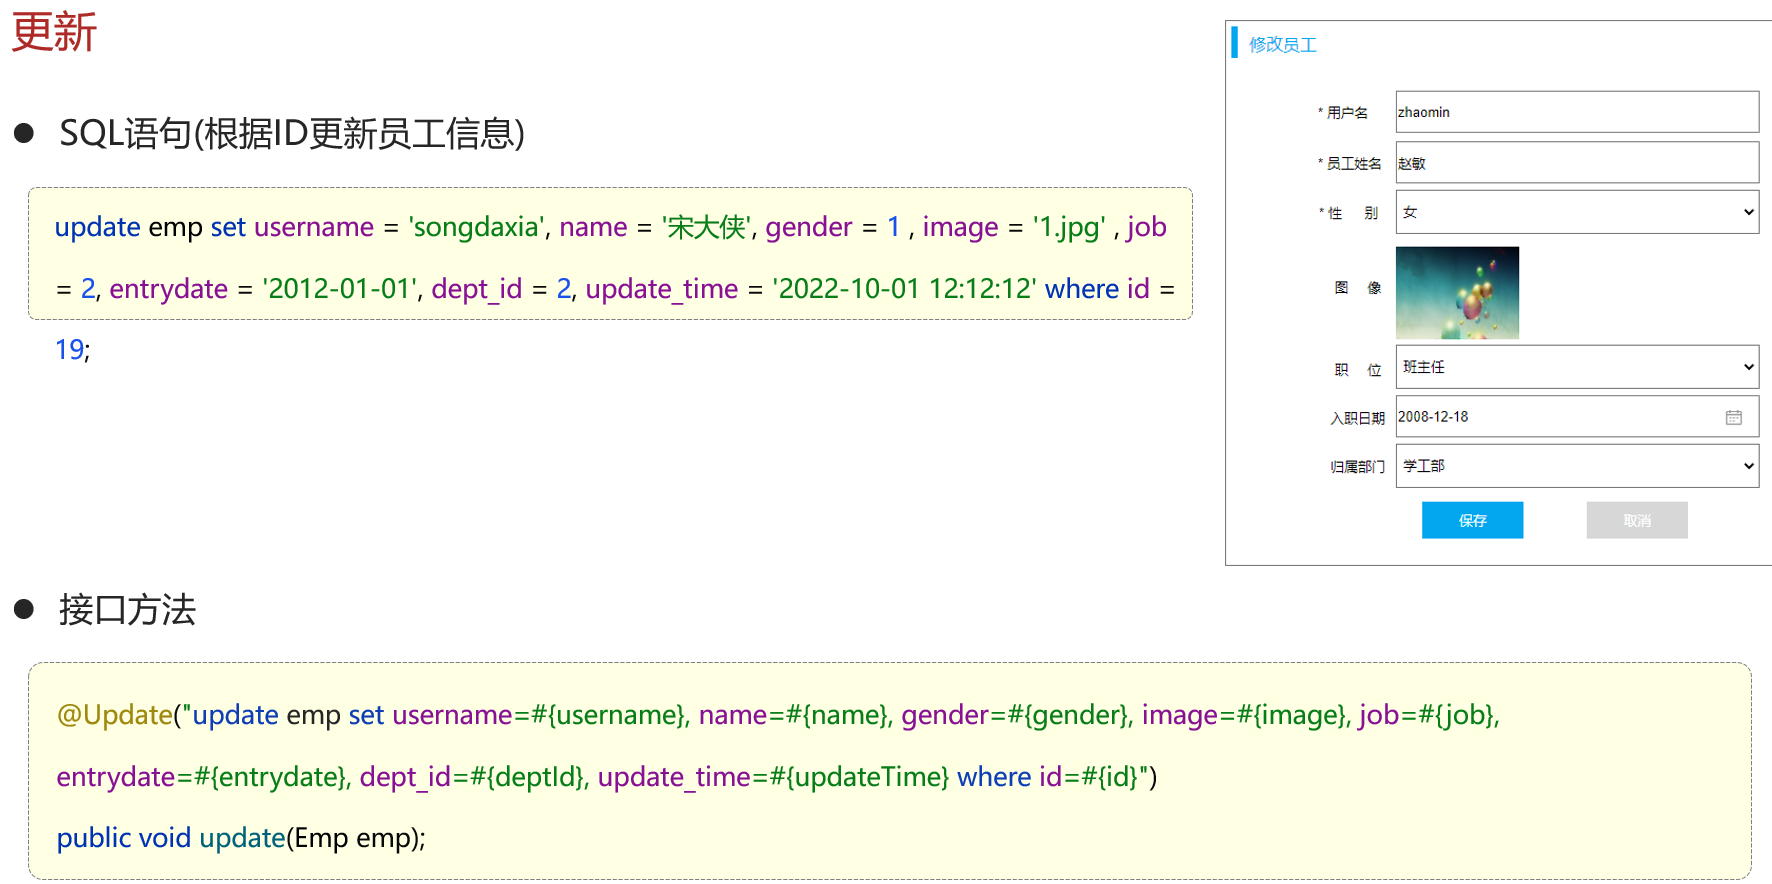 更新
● SQL语句(根据ID更新员工信息)
update emp set username = 'songdaxia', name = '宋大侠', gender = 1 , image = '1.jpg' , job
= 2, entrydate = '2012-01-01', dept_id = 2, update_time = '2022-10-01 12:12:12' where id =
19;
修改员工
* 用户名 zhaomin
* 员工姓名 赵敏
* 性 别 女
图 像
职 位 班主任
入职日期 2008-12-18
归属部门 学工部
保存 取消
● 接口方法
@Update("update emp set username=#{username}, name=#{name}, gender=#{gender}, image=#{image}, job=#{job},
entrydate=#{entrydate}, dept_id=#{deptId}, update_time=#{updateTime} where id=#{id}")
public void update(Emp emp);